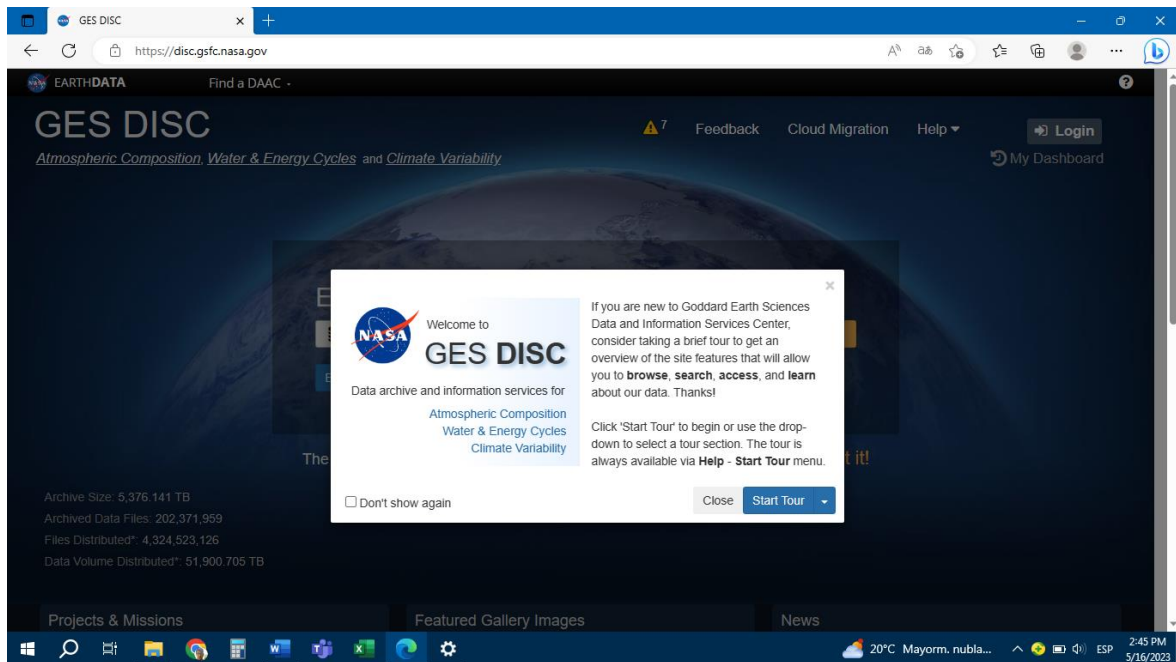 GES DISC
https://disc.gsfc.nasa.gov
EARTHDATA Find a DAAC
GES DISC
7 Feedback Cloud Migration Help Login
Atmospheric Composition, Water & Energy Cycles and Climate Variability
My Dashboard
NASA
Welcome to
GES DISC
Data archive and information services for
Atmospheric Composition
Water & Energy Cycles
Climate Variability
If you are new to Goddard Earth
Sciences
Data and Information Services Center,
consider taking a brief tour to get an
overview of the site features that will allow
you to browse, search, access, and learn
about our data. Thanks!
Click 'Start Tour' to begin or use the drop-
down to select a tour section. The tour is
always available via Help - Start Tour menu.
Don't show again
Close Start Tour
The
it!
Archive Size: 5,376.141 TB
Archived Data Files: 202,371,959
Files Distributed*: 4,324,523,126
Data Volume Distributed*: 51,900.705 TB
Projects & Missions Featured Gallery Images News
20°C Mayorm. nubla... ESP 2:45 PM
5/16/2023